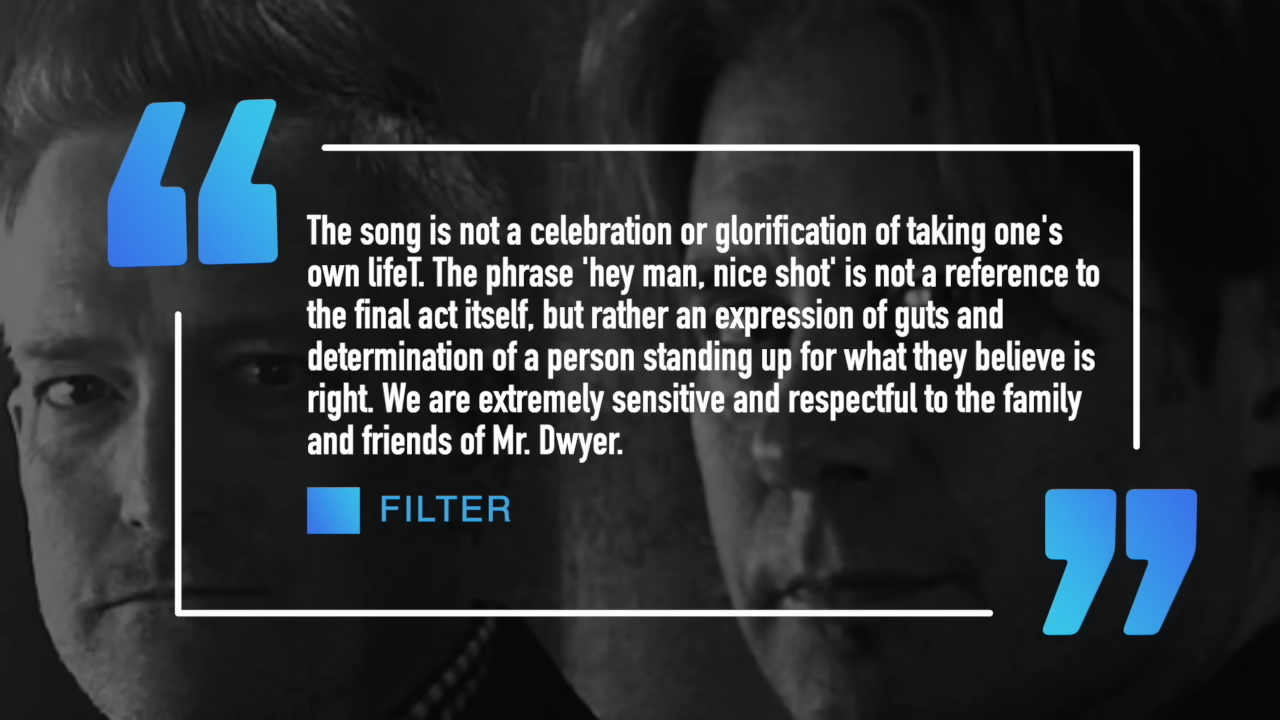 The song is not a celebration or glorification of taking one's
own lifeT. The phrase 'hey man, nice shot' is not a reference to
the final act itself, but rather an expression of guts and
determination of a person standing up for what they believe is
right. We are extremely sensitive and respectful to the family
and friends of Mr. Dwyer.
FILTER